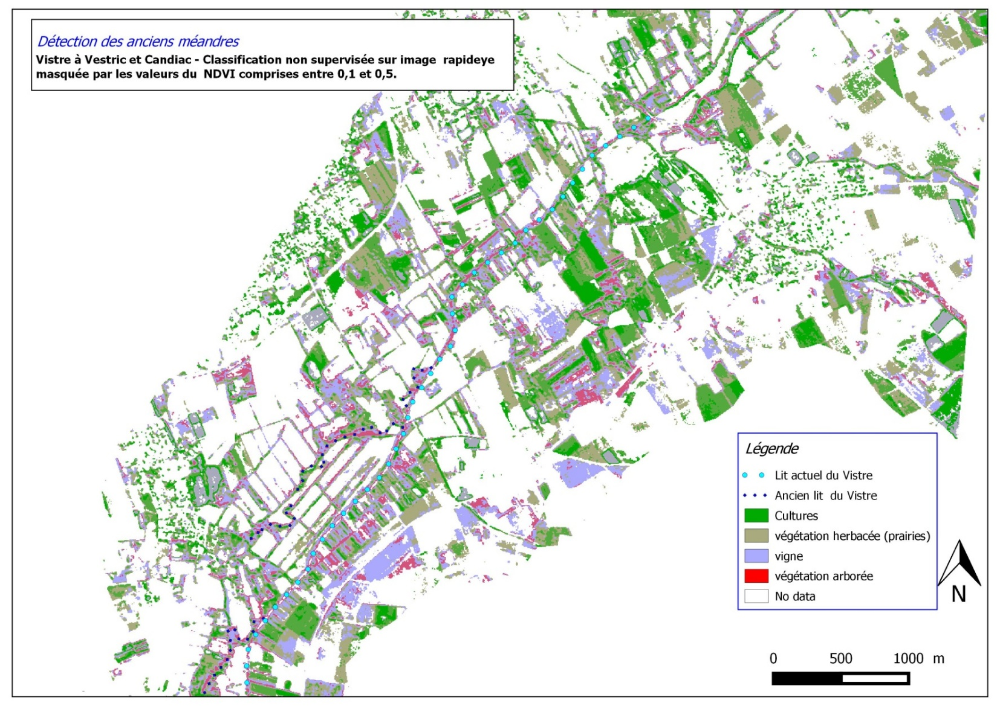 Détection des anciens méandres
Vistre à Vestric et Candiac - Classification non supervisée sur image  rapideye
masquée par les valeurs du  NDVI comprises entre 0,1 et 0,5.
Légende
Lit actuel du Vistre
Ancien lit  du Vistre
Cultures
végétation herbacée (prairies)
vigne
végétation arborée
No data
N
0 500 1000 m